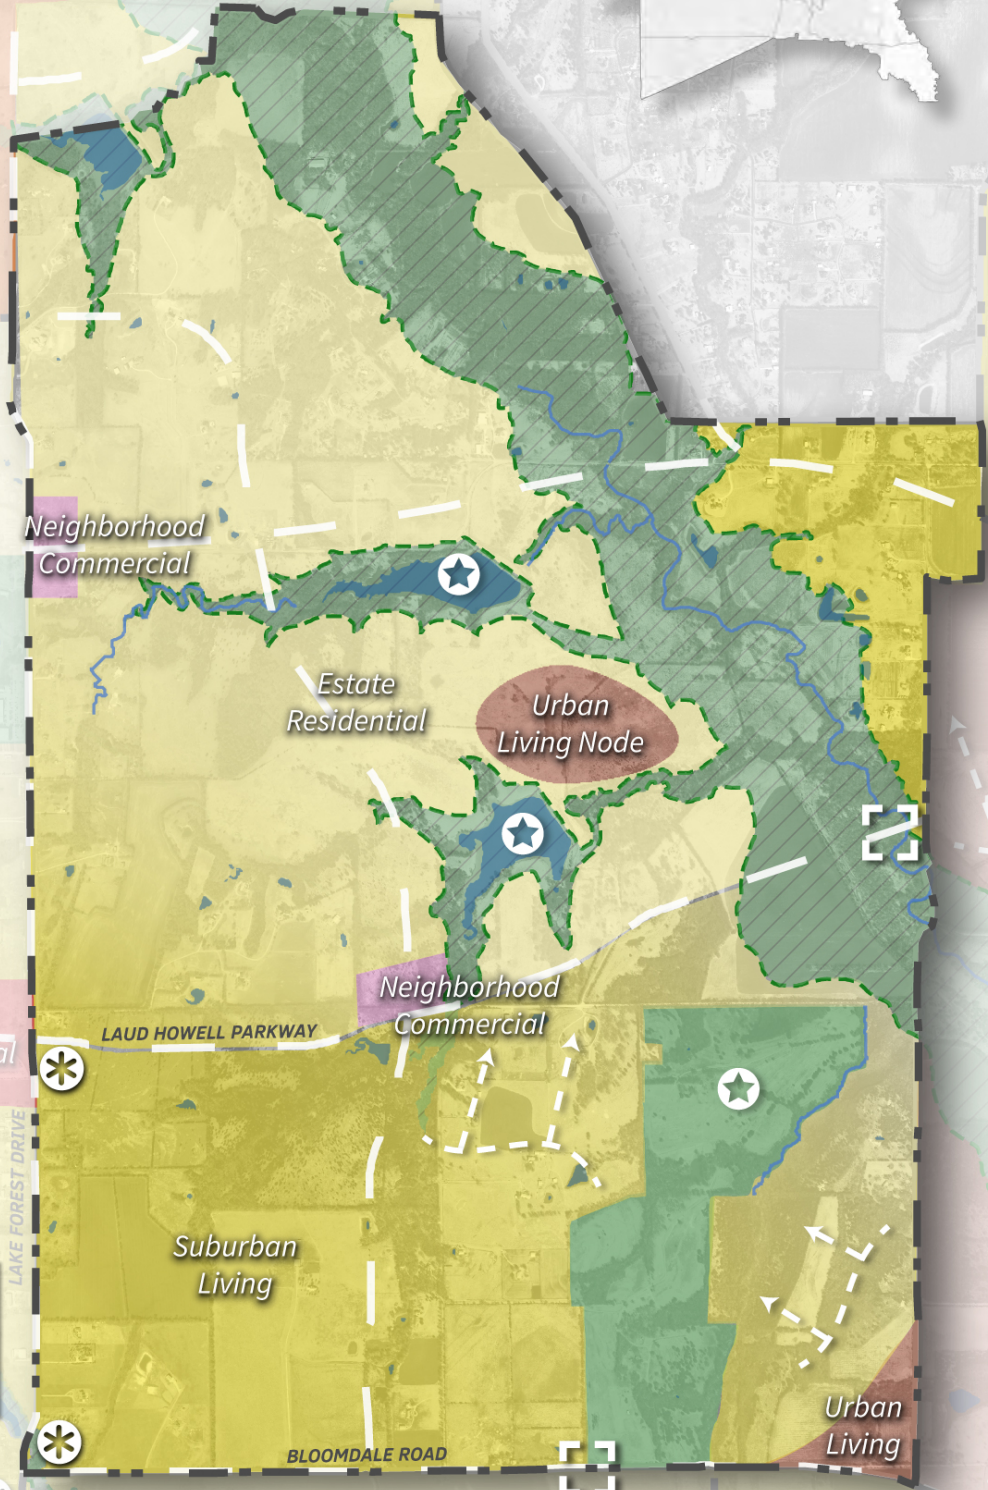 Neighborhood
Commercial
Estate
Residential
Urban
Living Node
Neighborhood
Commercial
LAUD HOWELL PARKWAY
al
LAKE FOREST DRIVE
Suburban
Living
Urban
Living
BLOOMDALE ROAD